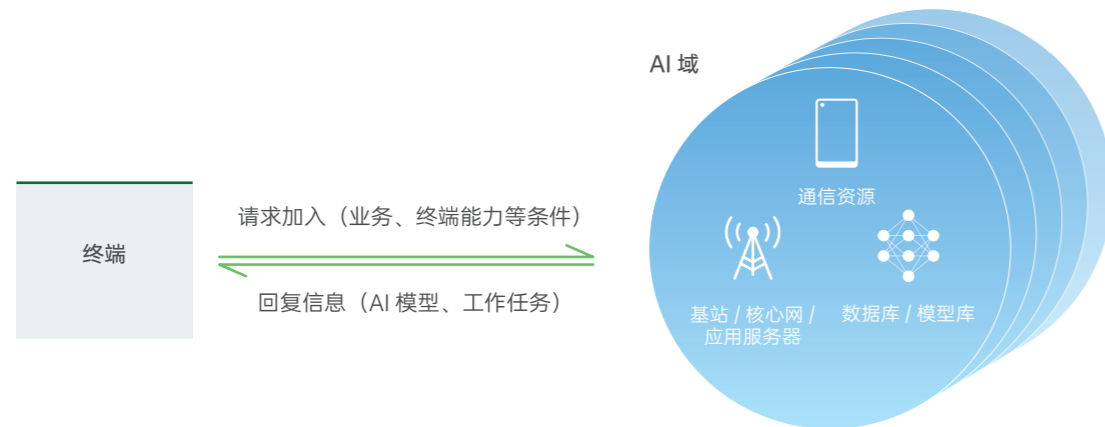 AI 域
通信资源
请求加入（业务、终端能力等条件）
终端
回复信息（AI 模型、工作任务）
基站 / 核心网 /
应用服务器
数据库 / 模型库